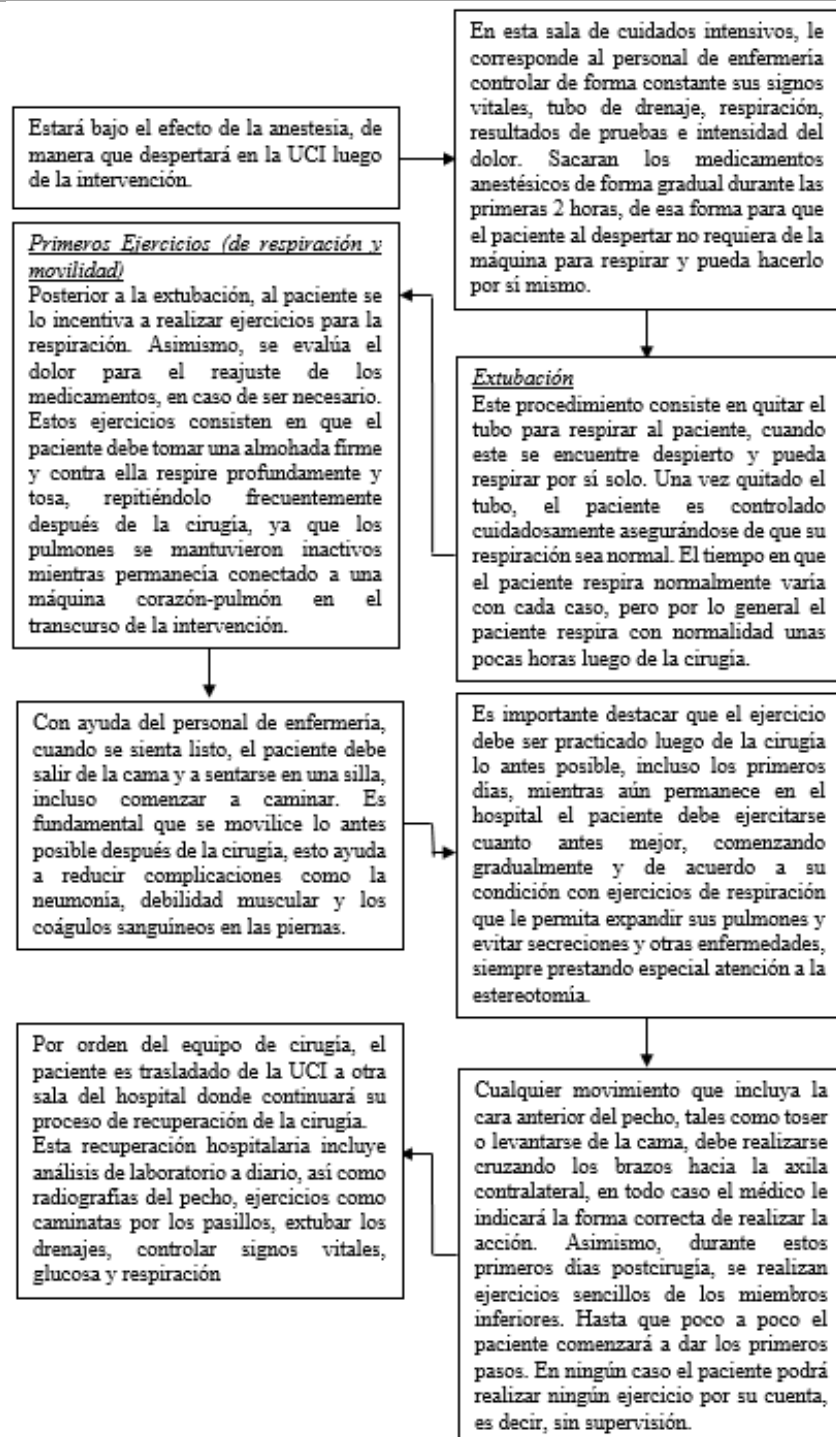 Estará bajo el efecto de la anestesia, de
manera que despertará en la UCI luego
de la intervención.
En esta sala de cuidados intensivos, le
corresponde al personal de enfermería
controlar de forma constante sus signos
vitales, tubo de drenaje, respiración,
resultados de pruebas e intensidad del
dolor. Sacaran los medicamentos
anestésicos de forma gradual durante las
primeras 2 horas, de esa forma para que
el paciente al despertar no requiera de la
máquina para respirar y pueda hacerlo
por sí mismo.
Extubación
Este procedimiento consiste en quitar el
tubo para respirar al paciente, cuando
este se encuentre despierto y pueda
respirar por sí solo. Una vez quitado el
tubo, el paciente es controlado
cuidadosamente asegurándose de que su
respiración sea normal. El tiempo en que
el paciente respira normalmente varía
con cada caso, pero por lo general el
paciente respira con normalidad unas
pocas horas luego de la cirugía.
Primeros Ejercicios (de respiración y
movilidad)
Posterior a la extubación, al paciente se
lo incentiva a realizar ejercicios para la
respiración. Asimismo, se evalúa el
dolor para el reajuste de los
medicamentos, en caso de ser necesario.
Estos ejercicios consisten en que el
paciente debe tomar una almohada firme
y contra ella respire profundamente y
tosa, repitiéndolo frecuentemente
después de la cirugía, ya que los
pulmones se mantuvieron inactivos
mientras permanecía conectado a una
máquina corazón-pulmón en el
transcurso de la intervención.
Con ayuda del personal de enfermería,
cuando se sienta listo, el paciente debe
salir de la cama y a sentarse en una silla,
incluso comenzar a caminar. Es
fundamental que se movilice lo antes
posible después de la cirugía, esto ayuda
a reducir complicaciones como la
neumonía, debilidad muscular y los
coágulos sanguíneos en las piernas.
Es importante destacar que el ejercicio
debe ser practicado luego de la cirugía
lo antes posible, incluso los primeros
días, mientras aún permanece en el
hospital el paciente debe ejercitarse
cuanto antes mejor, comenzando
gradualmente y de acuerdo a su
condición con ejercicios de respiración
que le permita expandir sus pulmones y
evitar secreciones y otras enfermedades,
siempre prestando especial atención a la
estereotomía.
Cualquier movimiento que incluya la
cara anterior del pecho, tales como toser
o levantarse de la cama, debe realizarse
cruzando los brazos hacia la axila
contralateral, en todo caso el médico le
indicará la forma correcta de realizar la
acción. Asimismo, durante estos
primeros días postcirugía, se realizan
ejercicios sencillos de los miembros
inferiores. Hasta que poco a poco el
paciente comenzará a dar los primeros
pasos. En ningún caso el paciente podrá
realizar ningún ejercicio por su cuenta,
es decir, sin supervisión.
Por orden del equipo de cirugía, el
paciente es trasladado de la UCI a otra
sala del hospital donde continuará su
proceso de recuperación de la cirugía.
Esta recuperación hospitalaria incluye
análisis de laboratorio a diario, así como
radiografías del pecho, ejercicios como
caminatas por los pasillos, extubar los
drenajes, controlar signos vitales,
glucosa y respiración